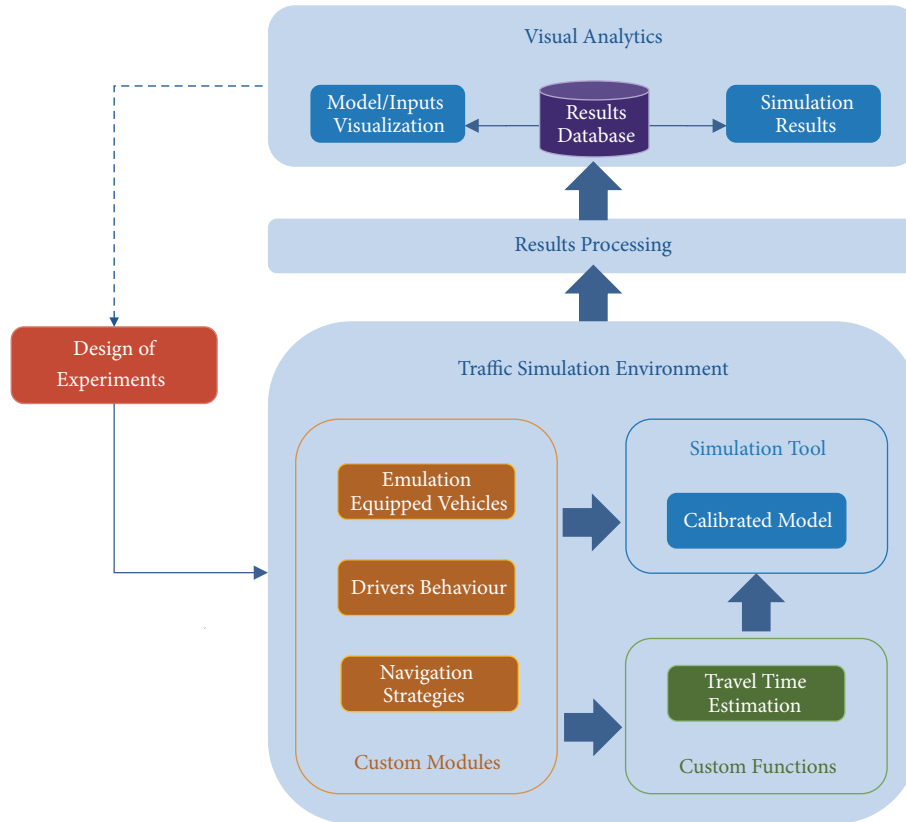 Visual Analytics
Model/Inputs
Visualization
Results
Database
Simulation
Results
Results Processing
Design of
Experiments
Traffic Simulation Environment
Emulation
Equipped Vehicles
Drivers Behaviour
Navigation
Strategies
Custom Modules
Simulation Tool
Calibrated Model
Travel Time
Estimation
Custom Functions